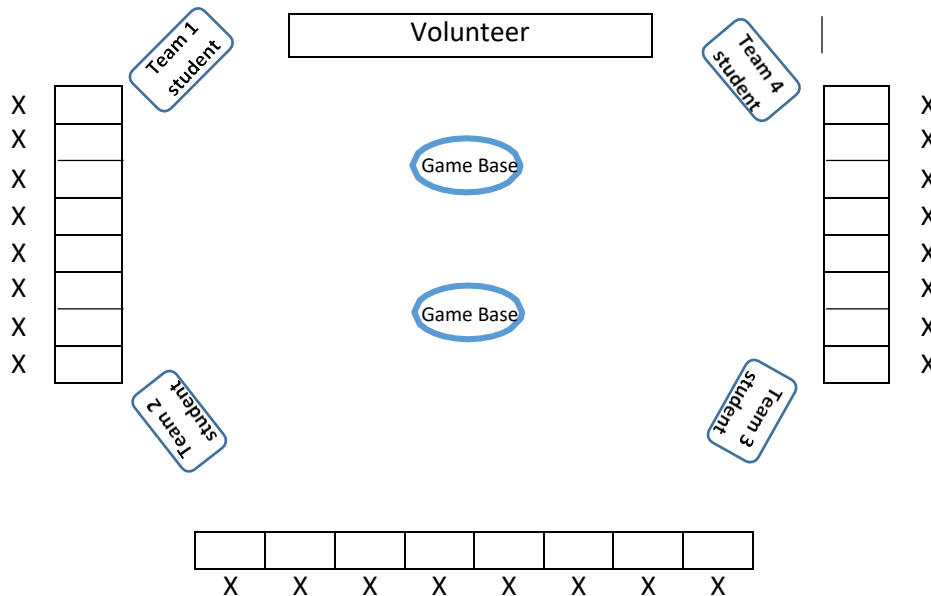 Volunteer
Team 1
student
Team 4
student
X X
X X
Game Base
X X
X X
X X
X X
Game Base
X X
X X
Team 2
student
Team 3
student
X X X X X X X X